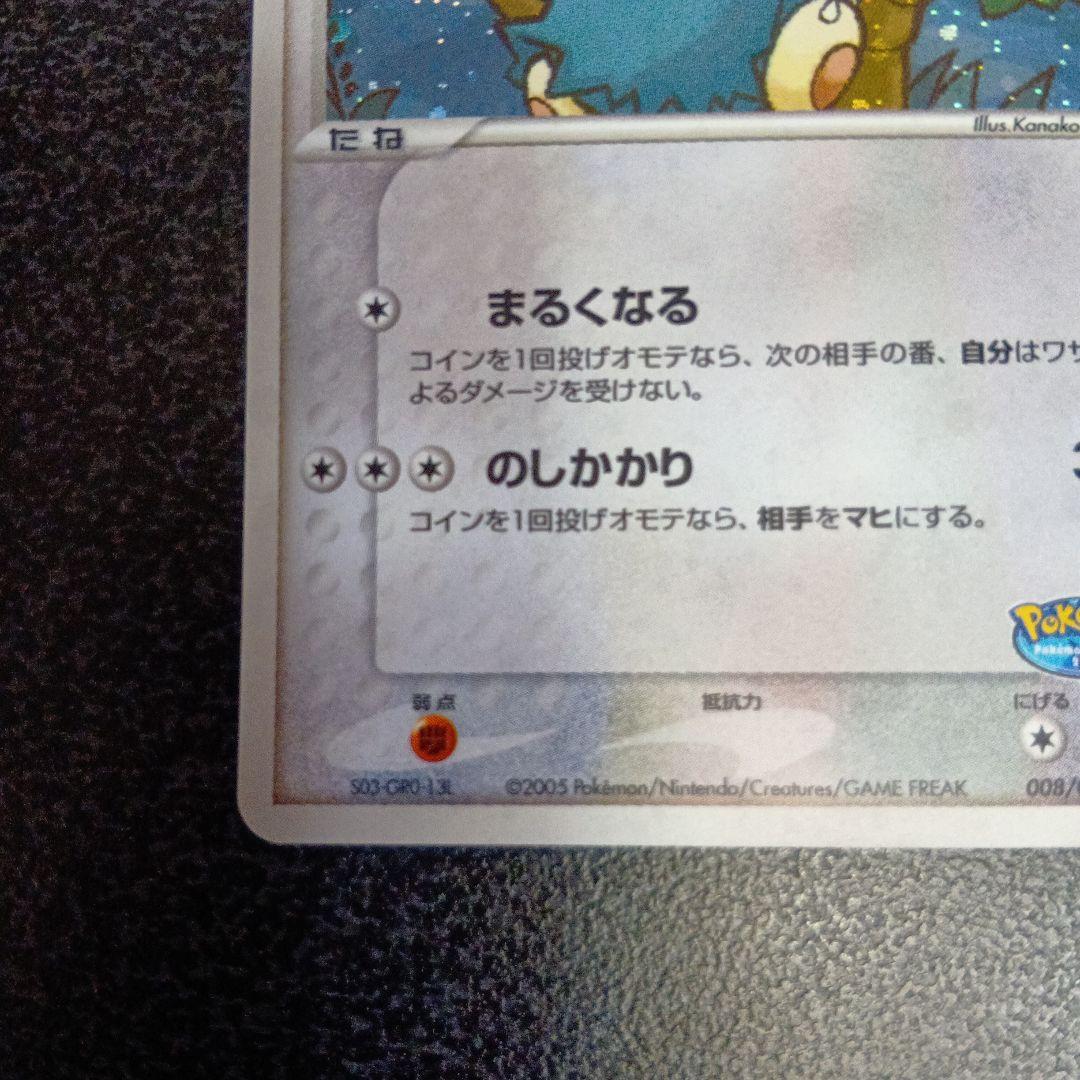 たね
Illus.Kanako
まるくなる
コインを1回投げオモテなら、次の相手の番、自分はワザ
よるダメージを受けない。
のしかかり
コインを1回投げオモテなら、相手をマヒにする。
弱点 抵抗力 にげる
S03-GR0-13L ©2005 Pokémon/Nintendo/Creatures/GAME FREAK 008/